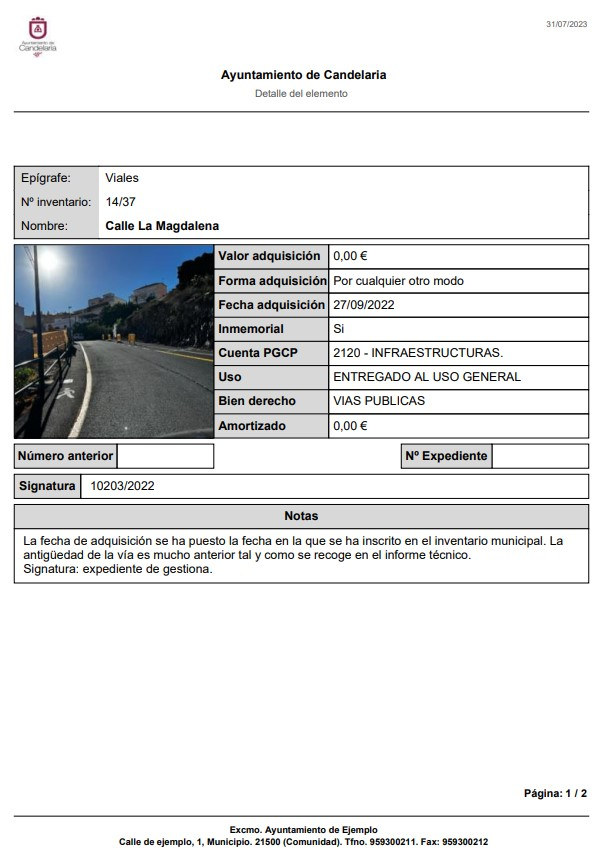 31/07/2023
Ayuntamiento de
Candelaria
Ayuntamiento de Candelaria
Detalle del elemento
Epígrafe: Viales
Nº inventario: 14/37
Nombre: Calle La Magdalena
Valor adquisición 0,00 €
Forma adquisición Por cualquier otro modo
Fecha adquisición 27/09/2022
Inmemorial Si
Cuenta PGCP 2120 - INFRAESTRUCTURAS.
Uso ENTREGADO AL USO GENERAL
Bien derecho VIAS PUBLICAS
Amortizado 0,00 €
Número anterior Nº Expediente
Signatura 10203/2022
Notas
La fecha de adquisición se ha puesto la fecha en la que se ha inscrito en el inventario municipal. La
antigüedad de la vía es mucho anterior tal y como se recoge en el informe técnico.
Signatura: expediente de gestiona.
Página: 1 / 2
Excmo. Ayuntamiento de Ejemplo
Calle de ejemplo, 1, Municipio. 21500 (Comunidad). Tfno. 959300211. Fax: 959300212